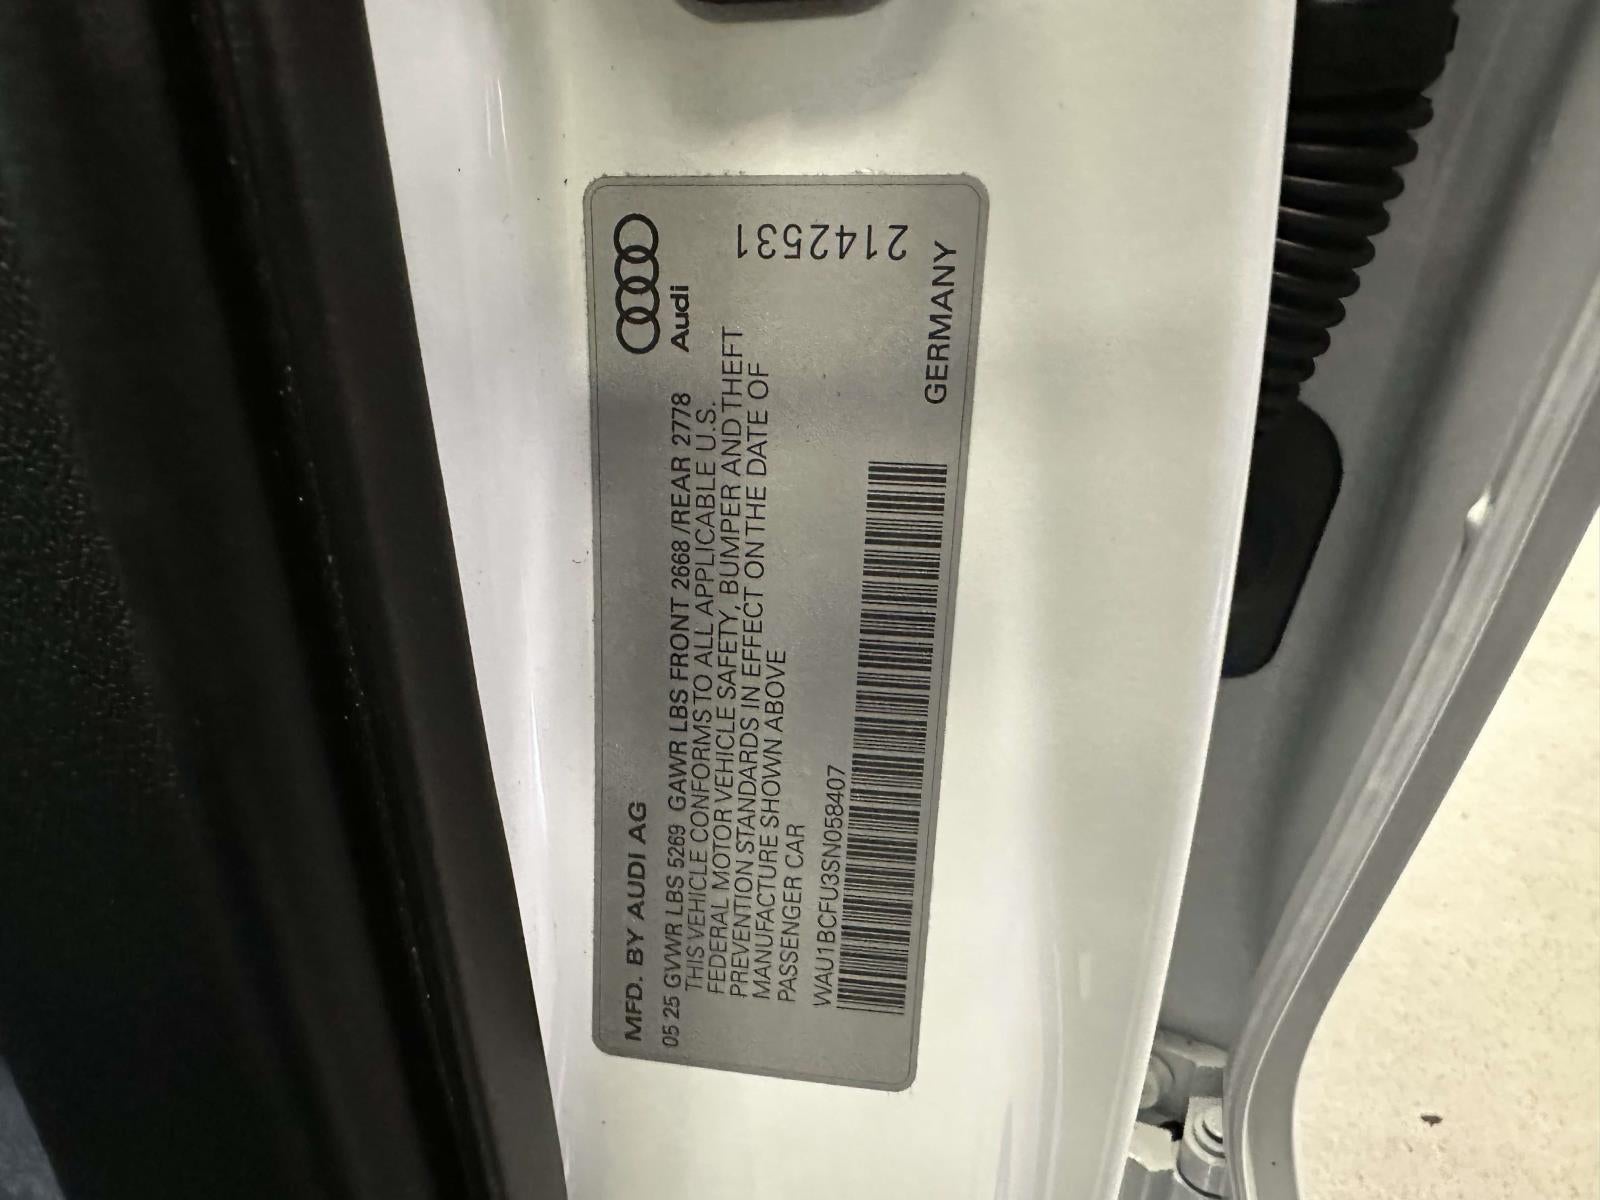 MFD. BY AUDI AG
Audi
05 25 GVWR LBS 5269 GAWR LBS FRONT 2668 /REAR 2778
THIS VEHICLE CONFORMS TO ALL APPLICABLE U.S.
FEDERAL MOTOR VEHICLE SAFETY, BUMPER AND THEFT
PREVENTION STANDARDS IN EFFECT ON THE DATE OF
MANUFACTURE SHOWN ABOVE
PASSENGER CAR
2142531
WAU1BCFU3SN058407
GERMANY